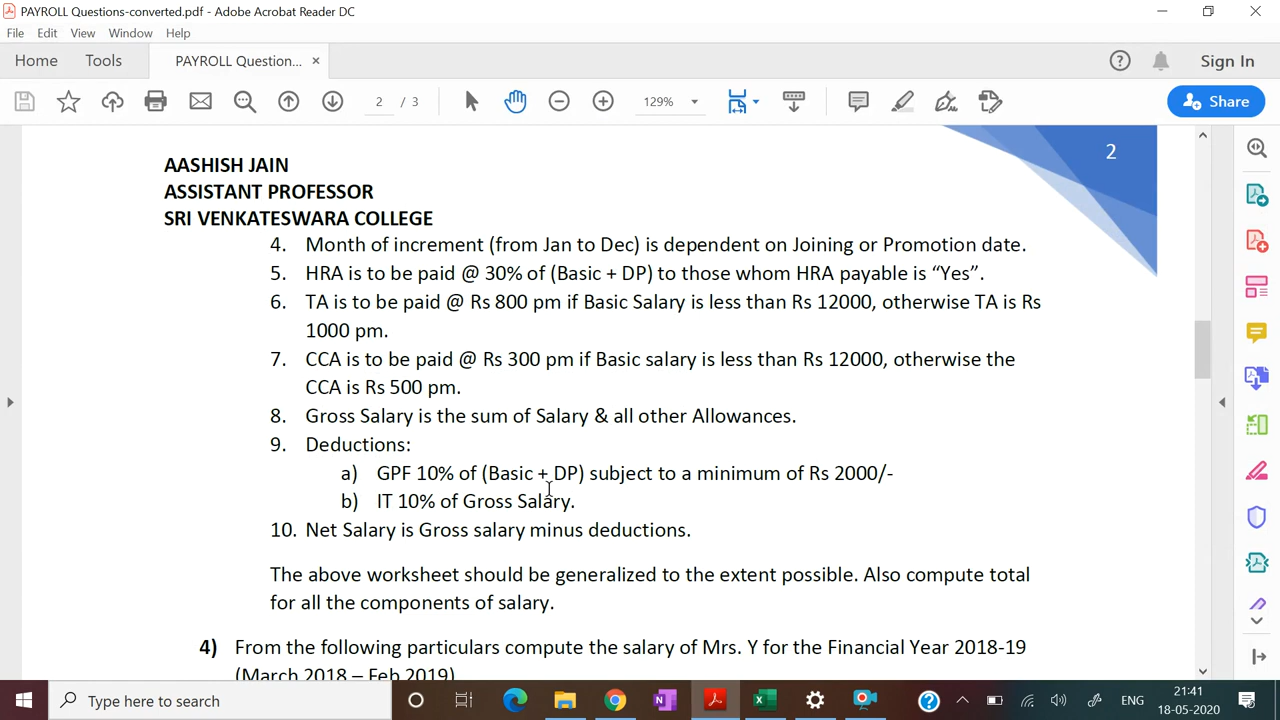 PAYROLL Questions-converted.pdf - Adobe Acrobat Reader DC
File Edit View Window Help
Home Tools PAYROLL Question... × Sign In
2 / 3 129% Share
2
AASHISH JAIN
ASSISTANT PROFESSOR
SRI VENKATESWARA COLLEGE
4. Month of increment (from Jan to Dec) is dependent on Joining or Promotion date.
5. HRA is to be paid @ 30% of (Basic + DP) to those whom HRA payable is “Yes”.
6. TA is to be paid @ Rs 800 pm if Basic Salary is less than Rs 12000, otherwise TA is Rs
1000 pm.
7. CCA is to be paid @ Rs 300 pm if Basic salary is less than Rs 12000, otherwise the
CCA is Rs 500 pm.
8. Gross Salary is the sum of Salary & all other Allowances.
9. Deductions:
a) GPF 10% of (Basic + DP) subject to a minimum of Rs 2000/-
b) IT 10% of Gross Salary.
10. Net Salary is Gross salary minus deductions.
The above worksheet should be generalized to the extent possible. Also compute total
for all the components of salary.
4) From the following particulars compute the salary of Mrs. Y for the Financial Year 2018-19
(March 2018 – Feb 2019)
Type here to search
ENG
21:41
18-05-2020